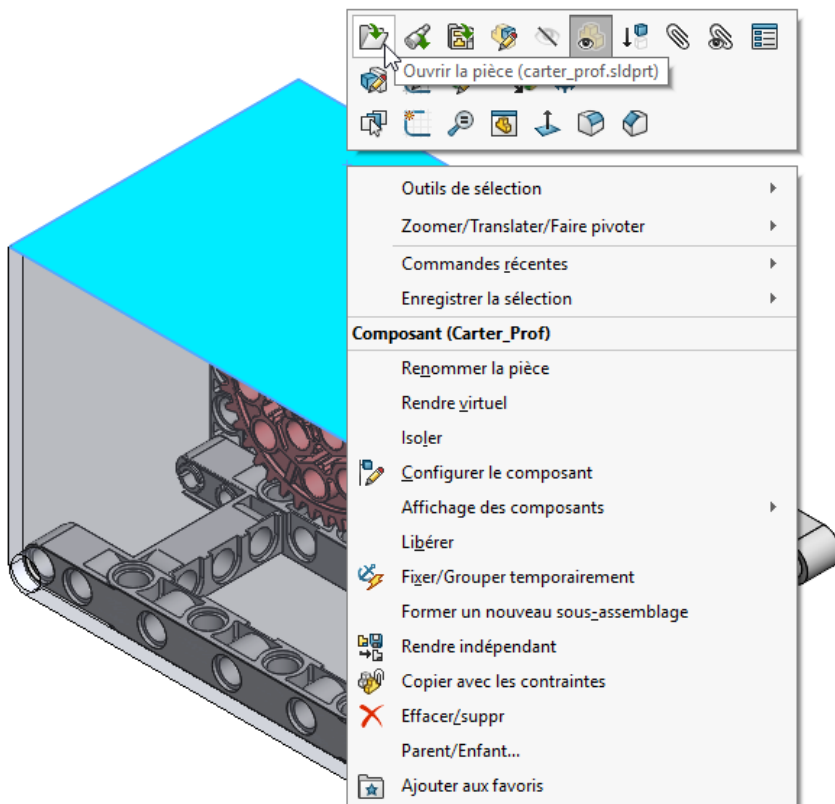 Ouvrir la pièce (carter_prof.sldprt)
Outils de sélection
Zoomer/Translater/Faire pivoter
Commandes récentes
Enregistrer la sélection
Composant (Carter_Prof)
Renommer la pièce
Rendre virtuel
Isoler
Configurer le composant
Affichage des composants
Libérer
Fixer/Grouper temporairement
Former un nouveau sous-assemblage
Rendre indépendant
Copier avec les contraintes
Effacer/suppr
Parent/Enfant...
Ajouter aux favoris